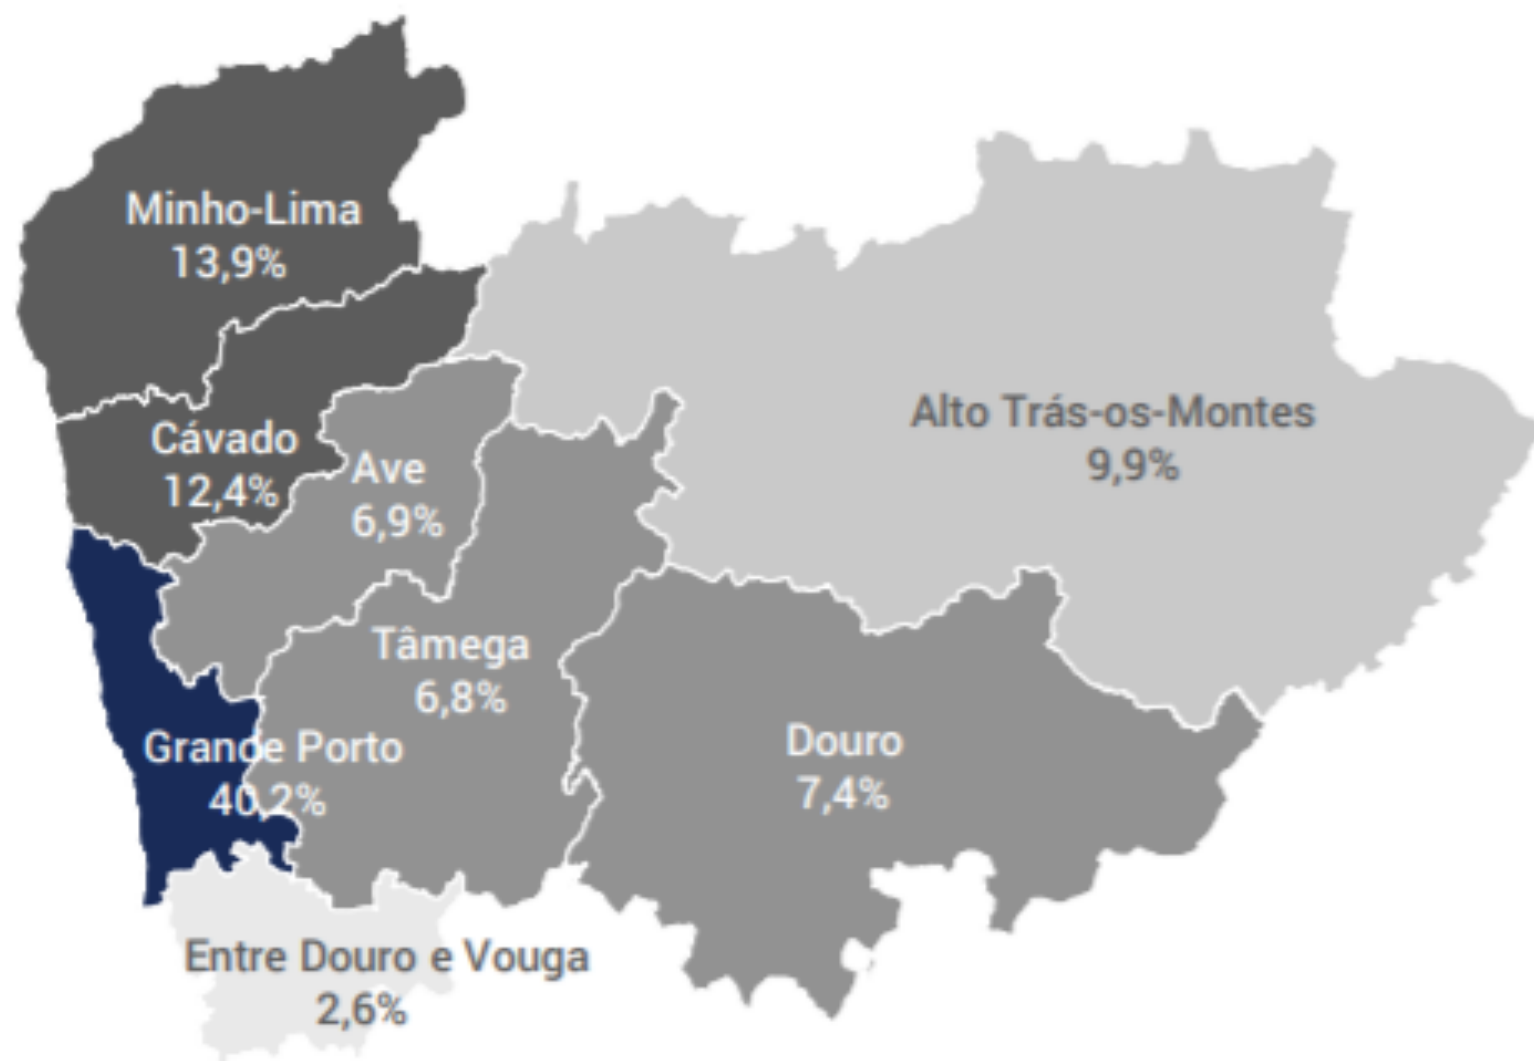 Minho-Lima
13,9%
Cávado
12,4%
Ave
6,9%
Alto Trás-os-Montes
9,9%
Tâmega
6,8%
Grande Porto
40,2%
Douro
7,4%
Entre Douro e Vouga
2,6%